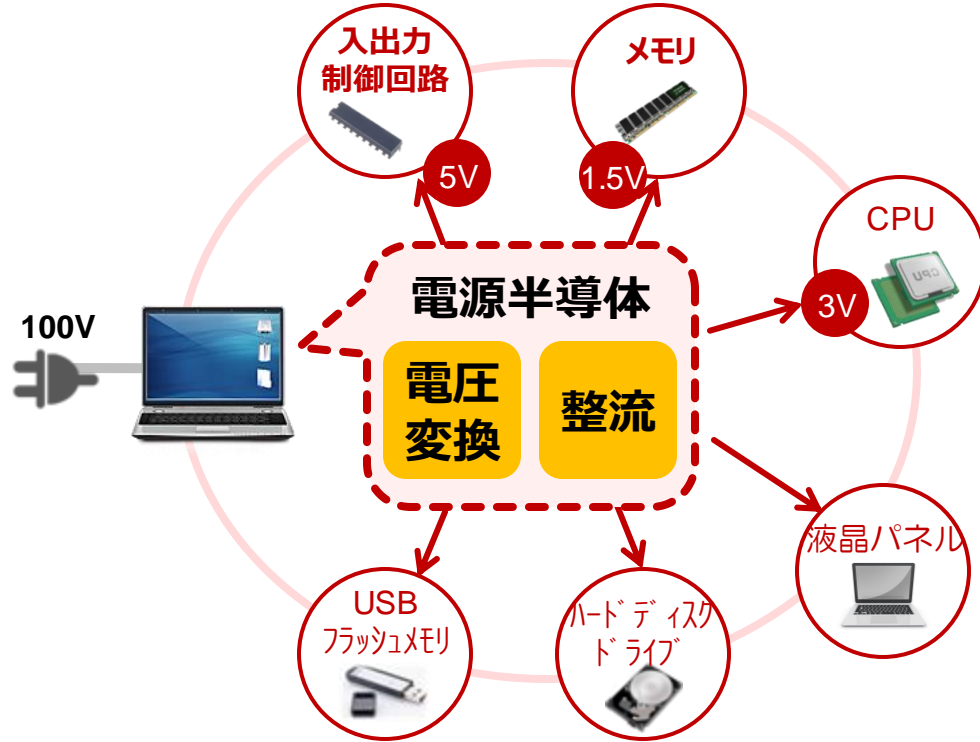 入出力
制御回路
メモリ
5V
1.5V
CPU
3V
電源半導体
100V
電圧
変換
整流
液晶パネル
USB
フラッシュメモリ
ハードディスク
ドライブ
CPU